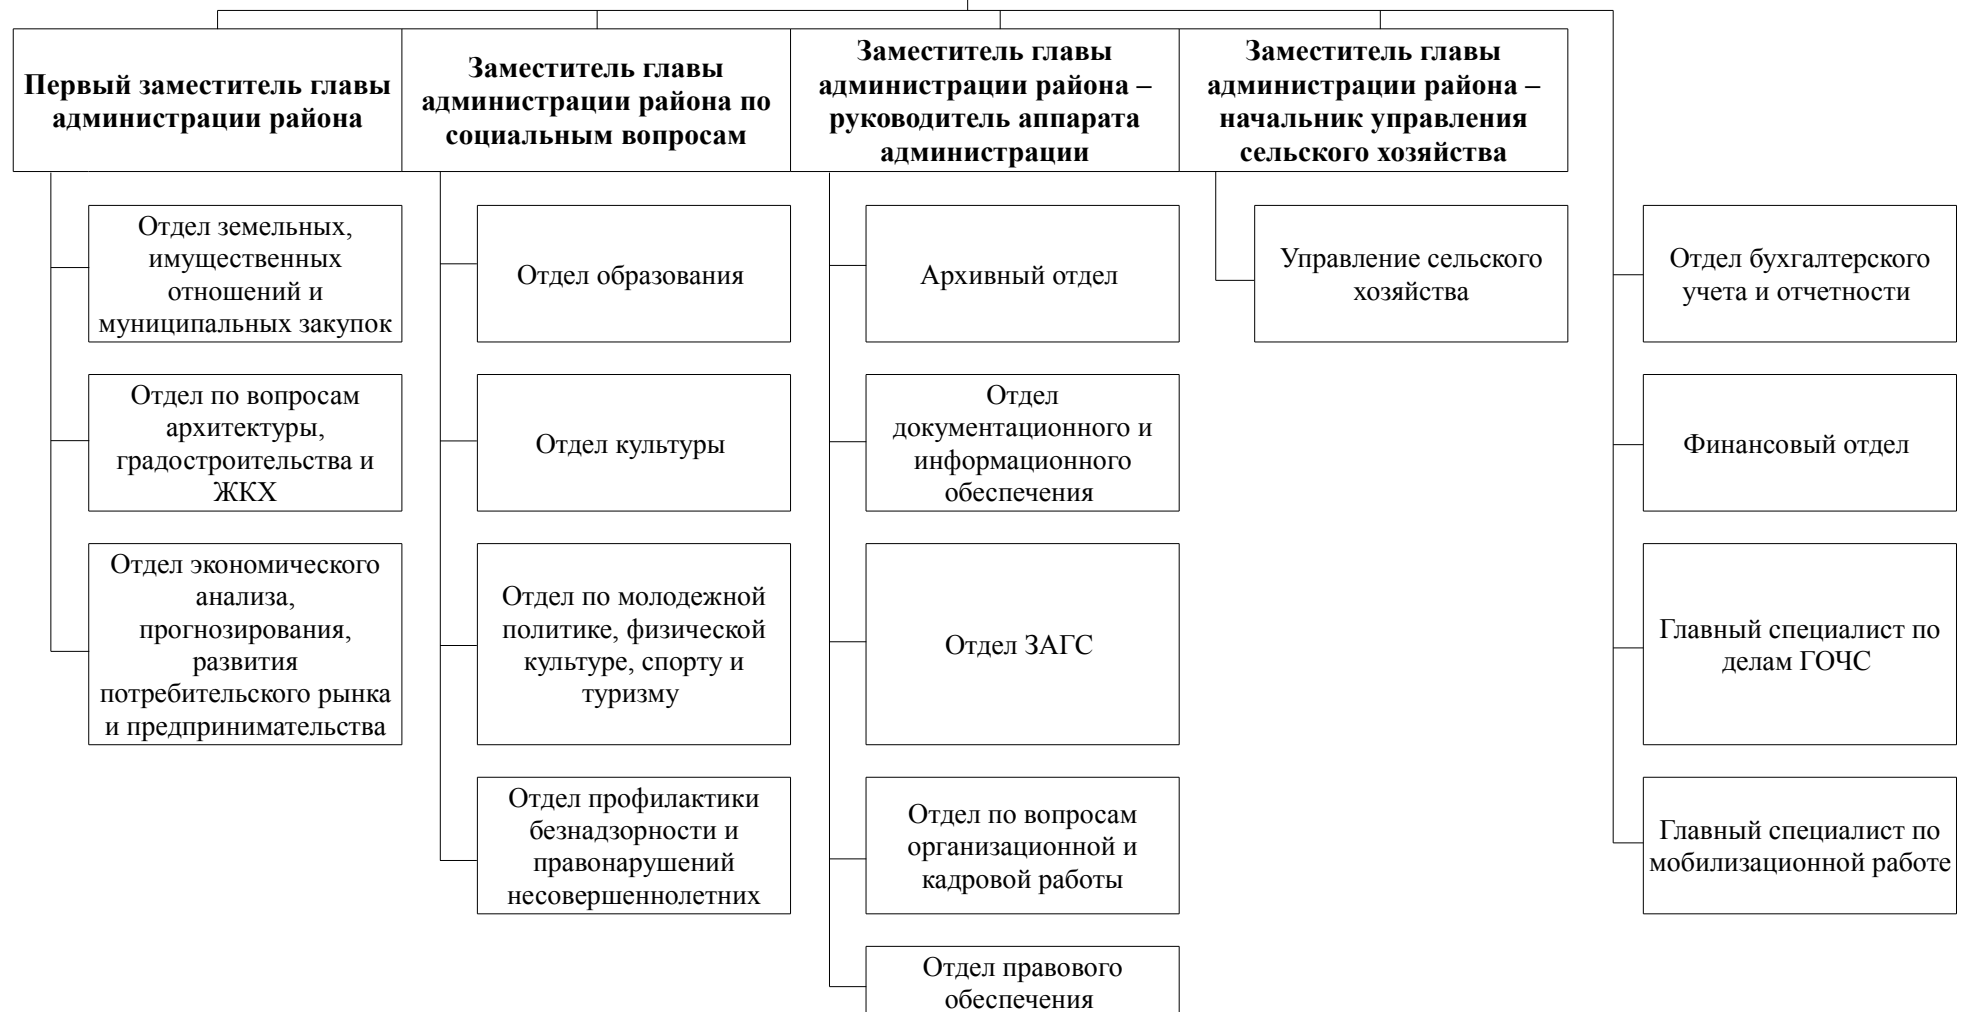 Первый заместитель главы
администрации района
Заместитель главы
администрации района по
социальным вопросам
Заместитель главы
администрации района –
руководитель аппарата
администрации
Заместитель главы
администрации района –
начальник управления
сельского хозяйства
Отдел земельных,
имущественных
отношений и
муниципальных закупок
Отдел образования
Архивный отдел
Управление сельского
хозяйства
Отдел бухгалтерского
учета и отчетности
Отдел по вопросам
архитектуры,
градостроительства и
ЖКХ
Отдел культуры
Отдел
документационного и
информационного
обеспечения
Финансовый отдел
Отдел экономического
анализа,
прогнозирования,
развития
потребительского рынка
и предпринимательства
Отдел по молодежной
политике, физической
культуре, спорту и
туризму
Отдел ЗАГС
Главный специалист по
делам ГОЧС
Отдел профилактики
безнадзорности и
правонарушений
несовершеннолетних
Отдел по вопросам
организационной и
кадровой работы
Главный специалист по
мобилизационной работе
Отдел правового
обеспечения